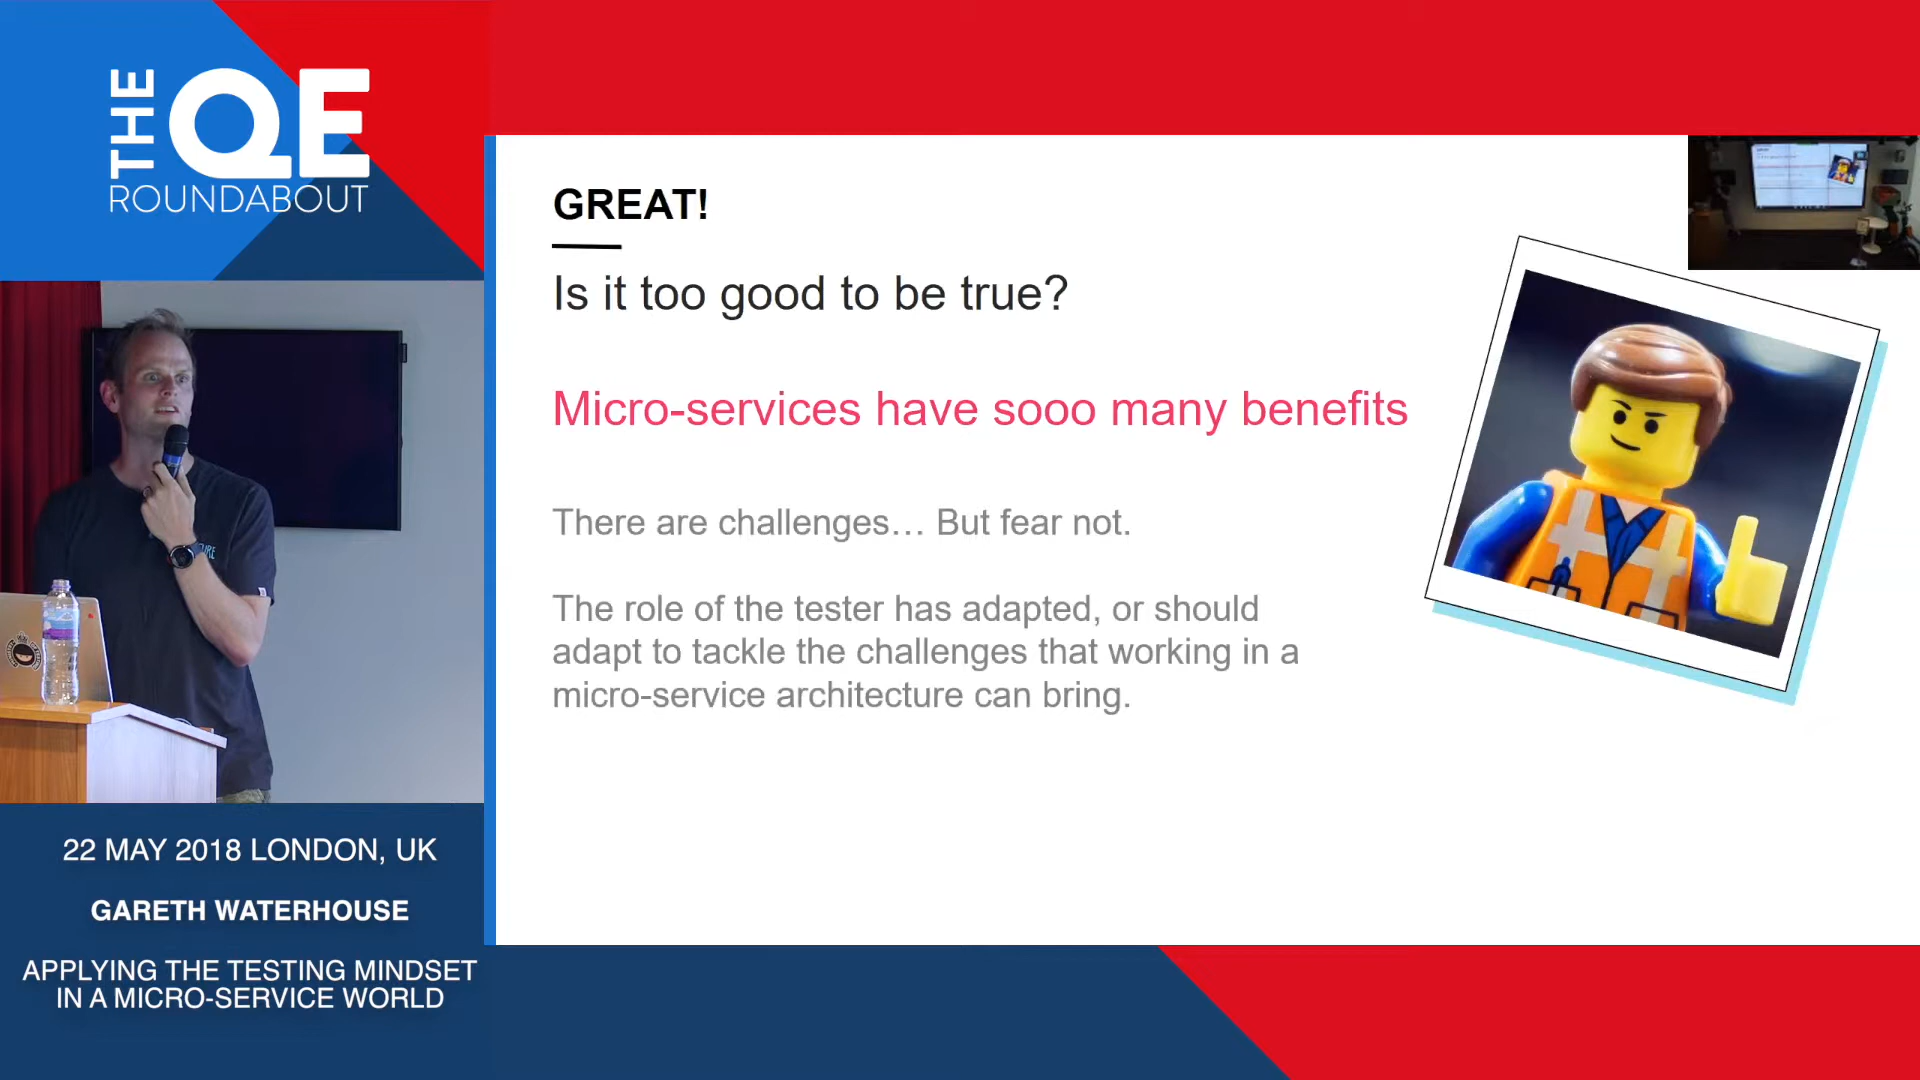 THE
QE
ROUNDABOUT
GREAT!
Is it too good to be true?
Micro-services have sooo many benefits
There are challenges… But fear not.
The role of the tester has adapted, or should
adapt to tackle the challenges that working in a
micro-service architecture can bring.
22 MAY 2018 LONDON, UK
GARETH WATERHOUSE
APPLYING THE TESTING MINDSET
IN A MICRO-SERVICE WORLD